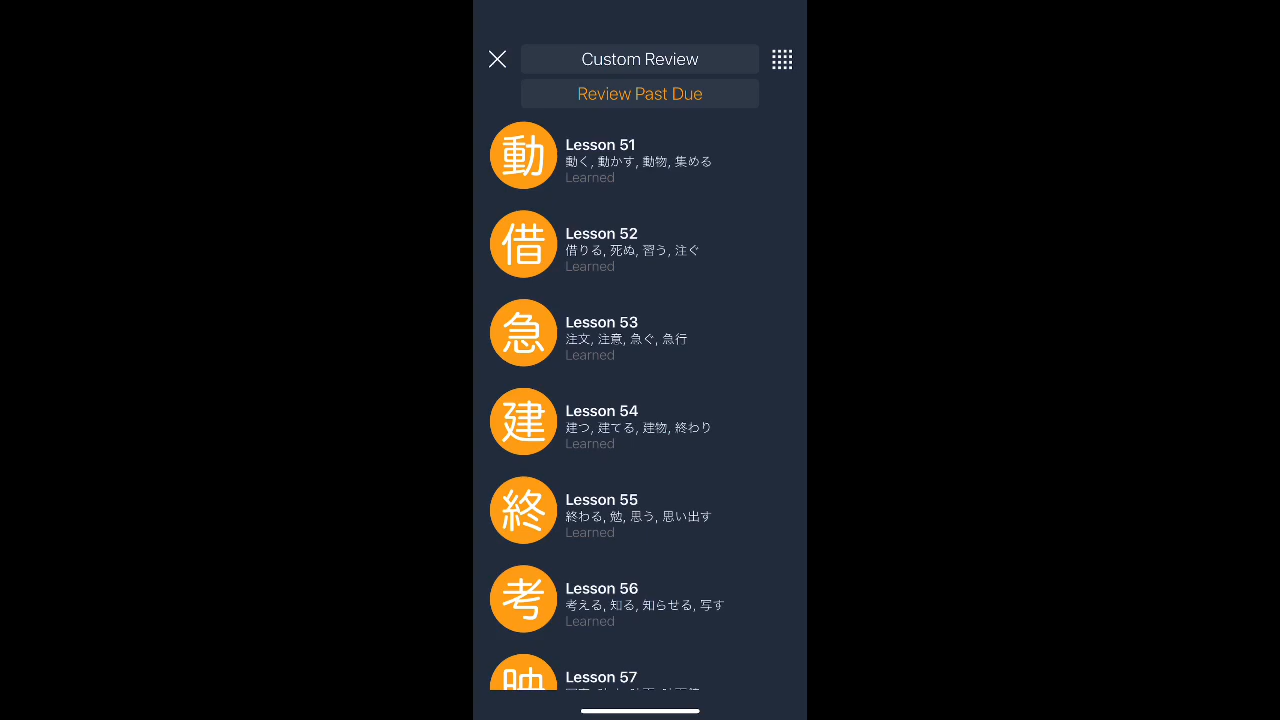 Custom Review
Review Past Due
動
Lesson 51
動く, 動かす, 動物, 集める
Learned
借
Lesson 52
借りる, 死ぬ, 習う, 注ぐ
Learned
急
Lesson 53
注文, 注意, 急ぐ, 急行
Learned
建
Lesson 54
建つ, 建てる, 建物, 終わり
Learned
終
Lesson 55
終わる, 勉, 思う, 思い出す
Learned
考
Lesson 56
考える, 知る, 知らせる, 写す
Learned
映
Lesson 57